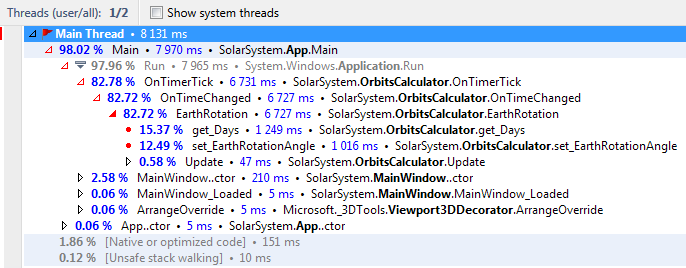 Threads (user/all): 1/2 Show system threads
Main Thread • 8 131 ms
98.02 % Main • 7 970 ms • SolarSystem.App.Main
97.96 % Run • 7 965 ms • System.Windows.Application.Run
82.78 % OnTimerTick • 6 731 ms • SolarSystem.OrbitsCalculator.OnTimerTick
82.72 % OnTimeChanged • 6 727 ms • SolarSystem.OrbitsCalculator.OnTimeChanged
82.72 % EarthRotation • 6 727 ms • SolarSystem.OrbitsCalculator.EarthRotation
15.37 % get_Days • 1 249 ms • SolarSystem.OrbitsCalculator.get_Days
12.49 % set_EarthRotationAngle • 1 016 ms • SolarSystem.OrbitsCalculator.set_EarthRotationAngle
0.58 % Update • 47 ms • SolarSystem.OrbitsCalculator.Update
2.58 % MainWindow..ctor • 210 ms • SolarSystem.MainWindow..ctor
0.06 % MainWindow_Loaded • 5 ms • SolarSystem.MainWindow.MainWindow_Loaded
0.06 % ArrangeOverride • 5 ms • Microsoft._3DTools.Viewport3DDecorator.ArrangeOverride
0.06 % App..ctor • 5 ms • SolarSystem.App..ctor
1.86 % [Native or optimized code] • 151 ms
0.12 % [Unsafe stack walking] • 10 ms